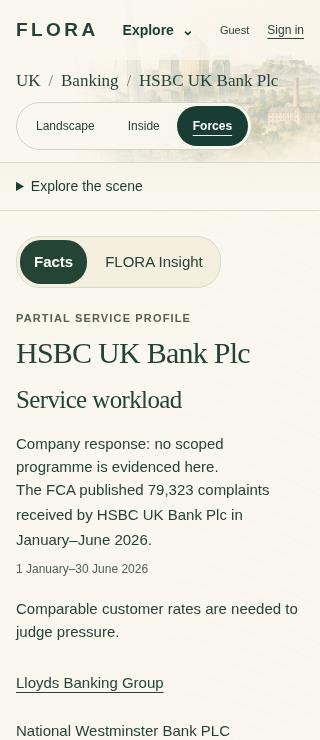 FLORA Explore Guest Sign in
UK / Banking / HSBC UK Bank Plc
Landscape Inside Forces
Explore the scene
Facts FLORA Insight
PARTIAL SERVICE PROFILE
HSBC UK Bank Plc
Service workload
Company response: no scoped
programme is evidenced here.
The FCA published 79,323 complaints
received by HSBC UK Bank Plc in
January–June 2026.
1 January–30 June 2026
Comparable customer rates are needed to
judge pressure.
Lloyds Banking Group
National Westminster Bank PLC